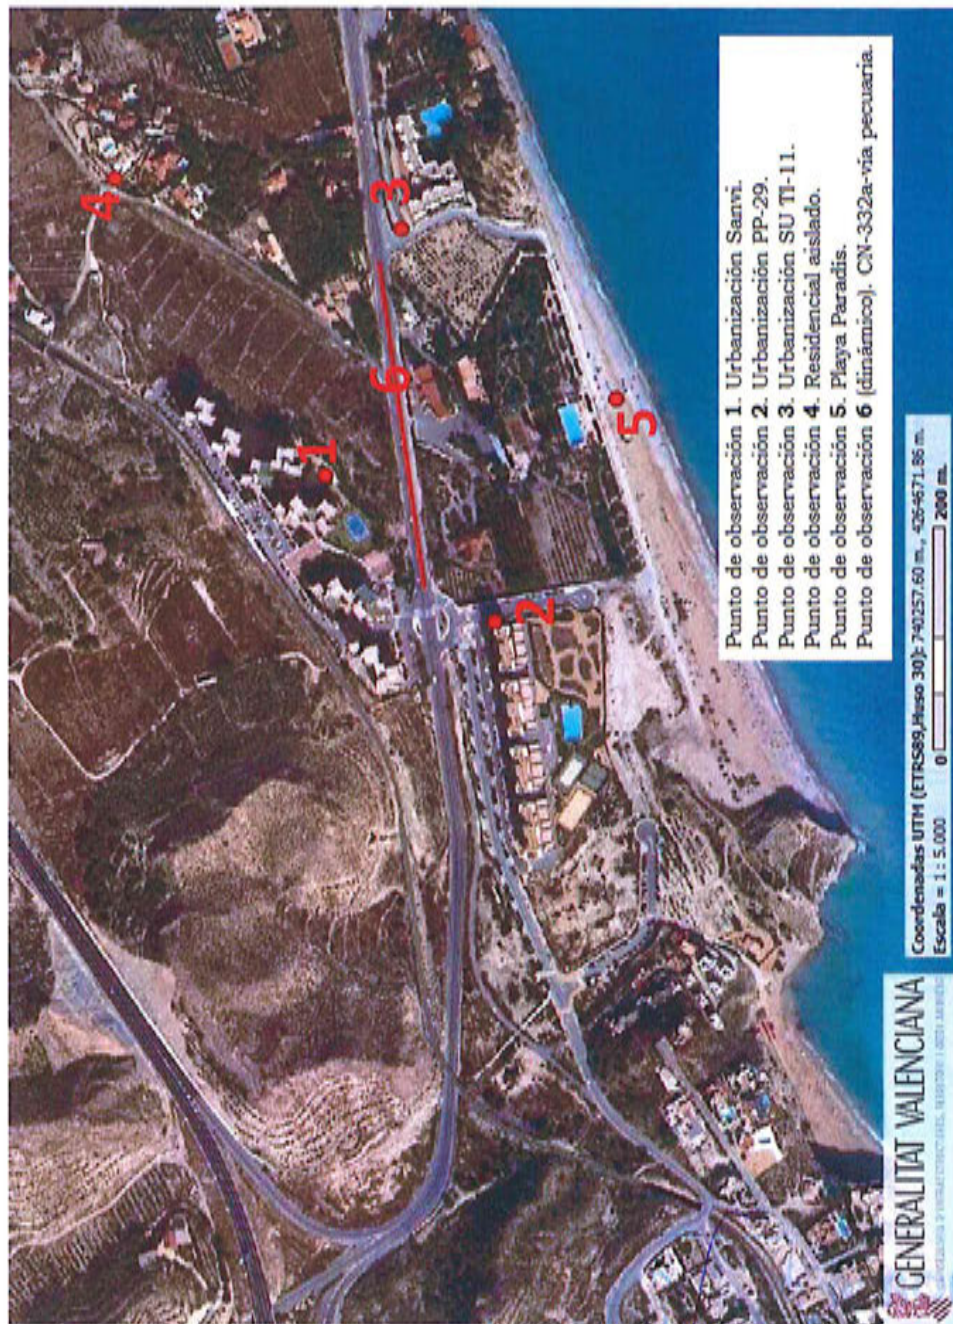 4
3
6
1
2
5
Punto de observación 1. Urbanización Sanvi.
Punto de observación 2. Urbanización PP-29.
Punto de observación 3. Urbanización SU TI-11.
Punto de observación 4. Residencial aislado.
Punto de observación 5. Playa Paradís.
Punto de observación 6 (dinámico). CN-332a-via pecuaria.
GENERALITAT VALENCIANA
Coordenadas UTM (ETRS89,Huso 30): 740257.60 m, 4264671.86 m.
Escala = 1 : 5.000 0 200 m.